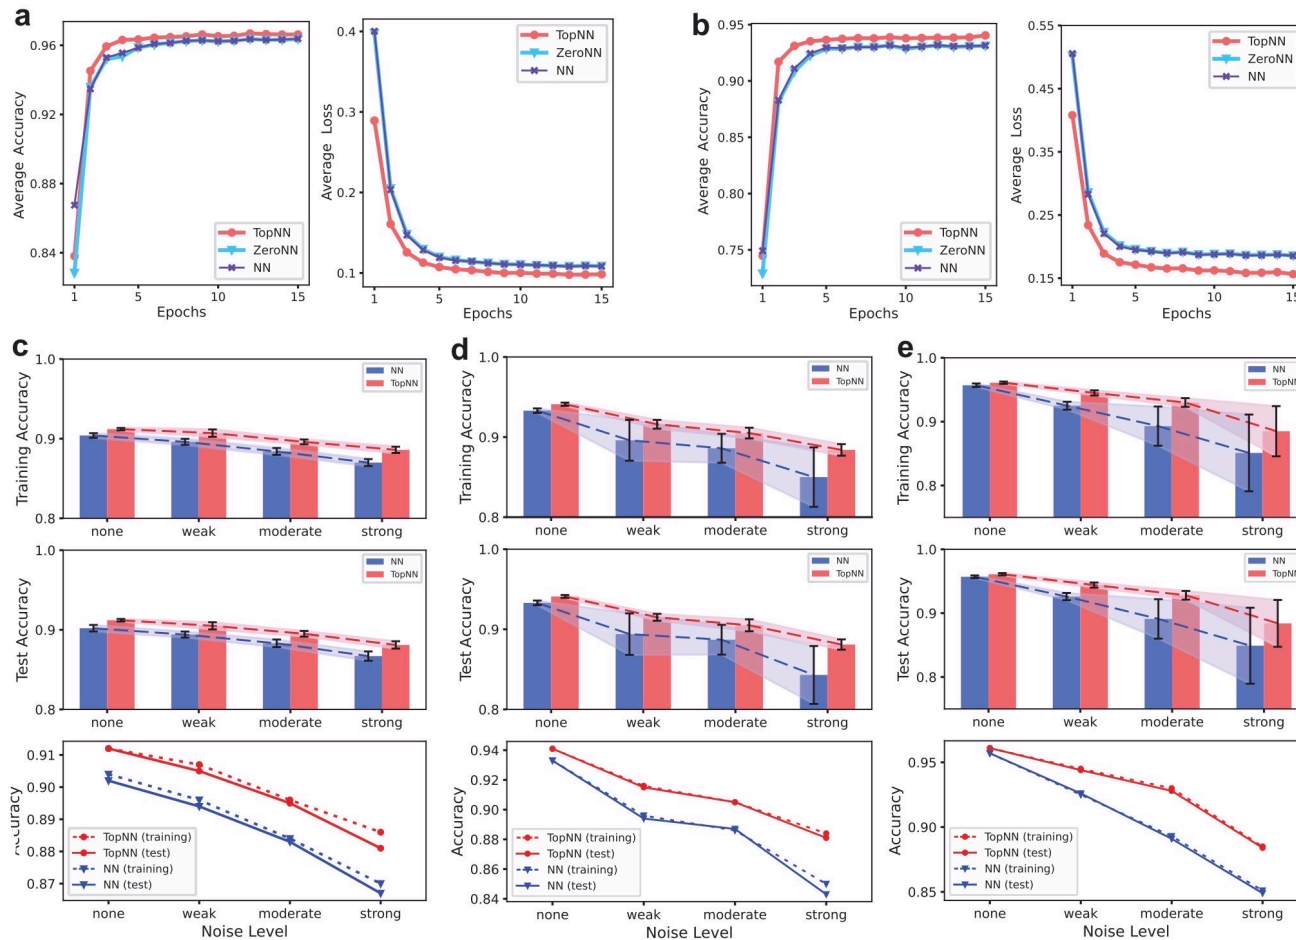 a
0.96
0.92
0.88
0.84
Average Accuracy
TopNN
ZeroNN
NN
1
5
10
15
Epochs
0.4
0.3
0.2
0.1
Average Loss
TopNN
ZeroNN
NN
1
5
10
15
Epochs
b
0.95
0.90
0.85
0.80
0.75
Average Accuracy
TopNN
ZeroNN
NN
1
5
10
15
Epochs
0.55
0.45
0.35
0.25
0.15
Average Loss
TopNN
ZeroNN
NN
1
5
10
15
Epochs
c
1.0
0.9
0.8
Training Accuracy
NN
TopNN
none weak moderate strong
1.0
0.9
0.8
Test Accuracy
NN
TopNN
none weak moderate strong
0.91
0.90
0.89
0.88
0.87
Accuracy
TopNN (training)
TopNN (test)
NN (training)
NN (test)
none weak moderate strong
Noise Level
d
1.0
0.9
0.8
Training Accuracy
NN
TopNN
none weak moderate strong
1.0
0.9
0.8
Test Accuracy
NN
TopNN
none weak moderate strong
0.94
0.92
0.90
0.88
0.86
0.84
Accuracy
TopNN (training)
TopNN (test)
NN (training)
NN (test)
none weak moderate strong
Noise Level
e
1.0
0.9
0.8
Training Accuracy
NN
TopNN
none weak moderate strong
1.0
0.9
0.8
Test Accuracy
NN
TopNN
none weak moderate strong
0.95
0.90
0.85
Accuracy
TopNN (training)
TopNN (test)
NN (training)
NN (test)
none weak moderate strong
Noise Level